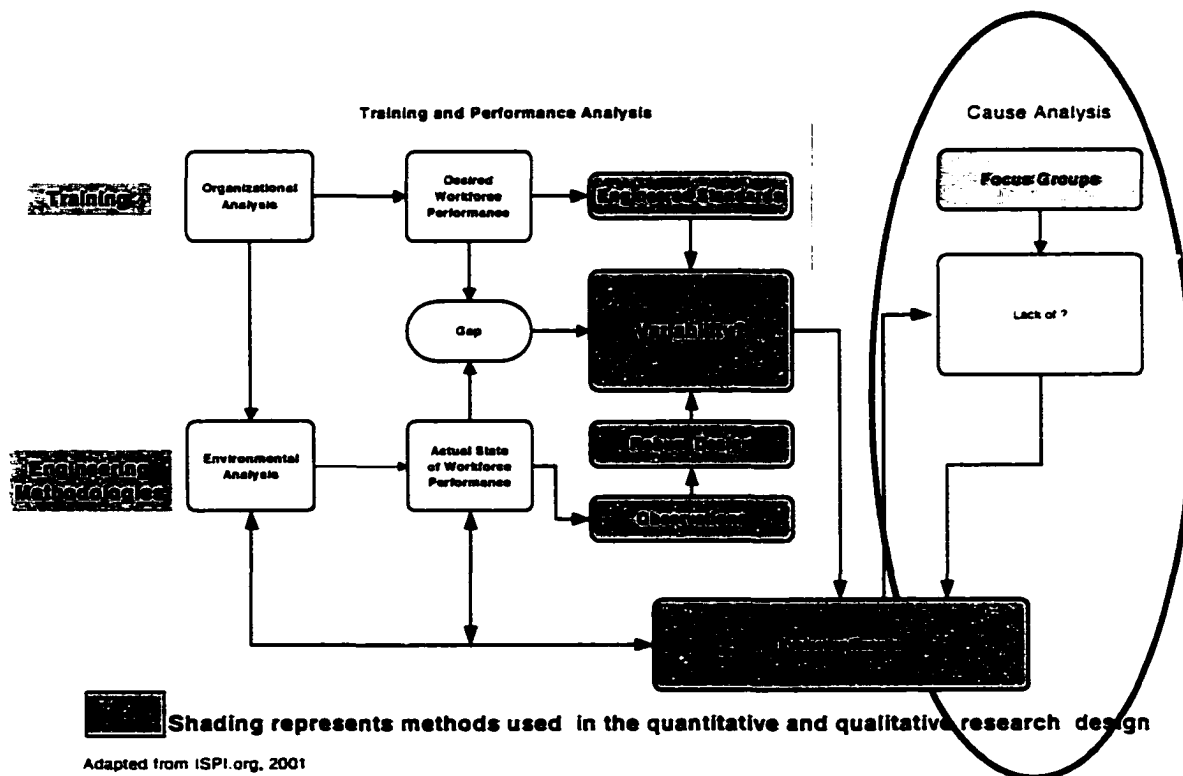 Training and Performance Analysis
Cause Analysis
Training
Organizational
Analysis
Desired
Workforce
Performance
Engineered Standards
Focus Groups
Gap
Variability?
Lack of ?
Engineering
Methodologies
Environmental
Analysis
Actual State
of Workforce
Performance
Observations
Shading represents methods used in the quantitative and qualitative research design
Adapted from ISPI.org, 2001